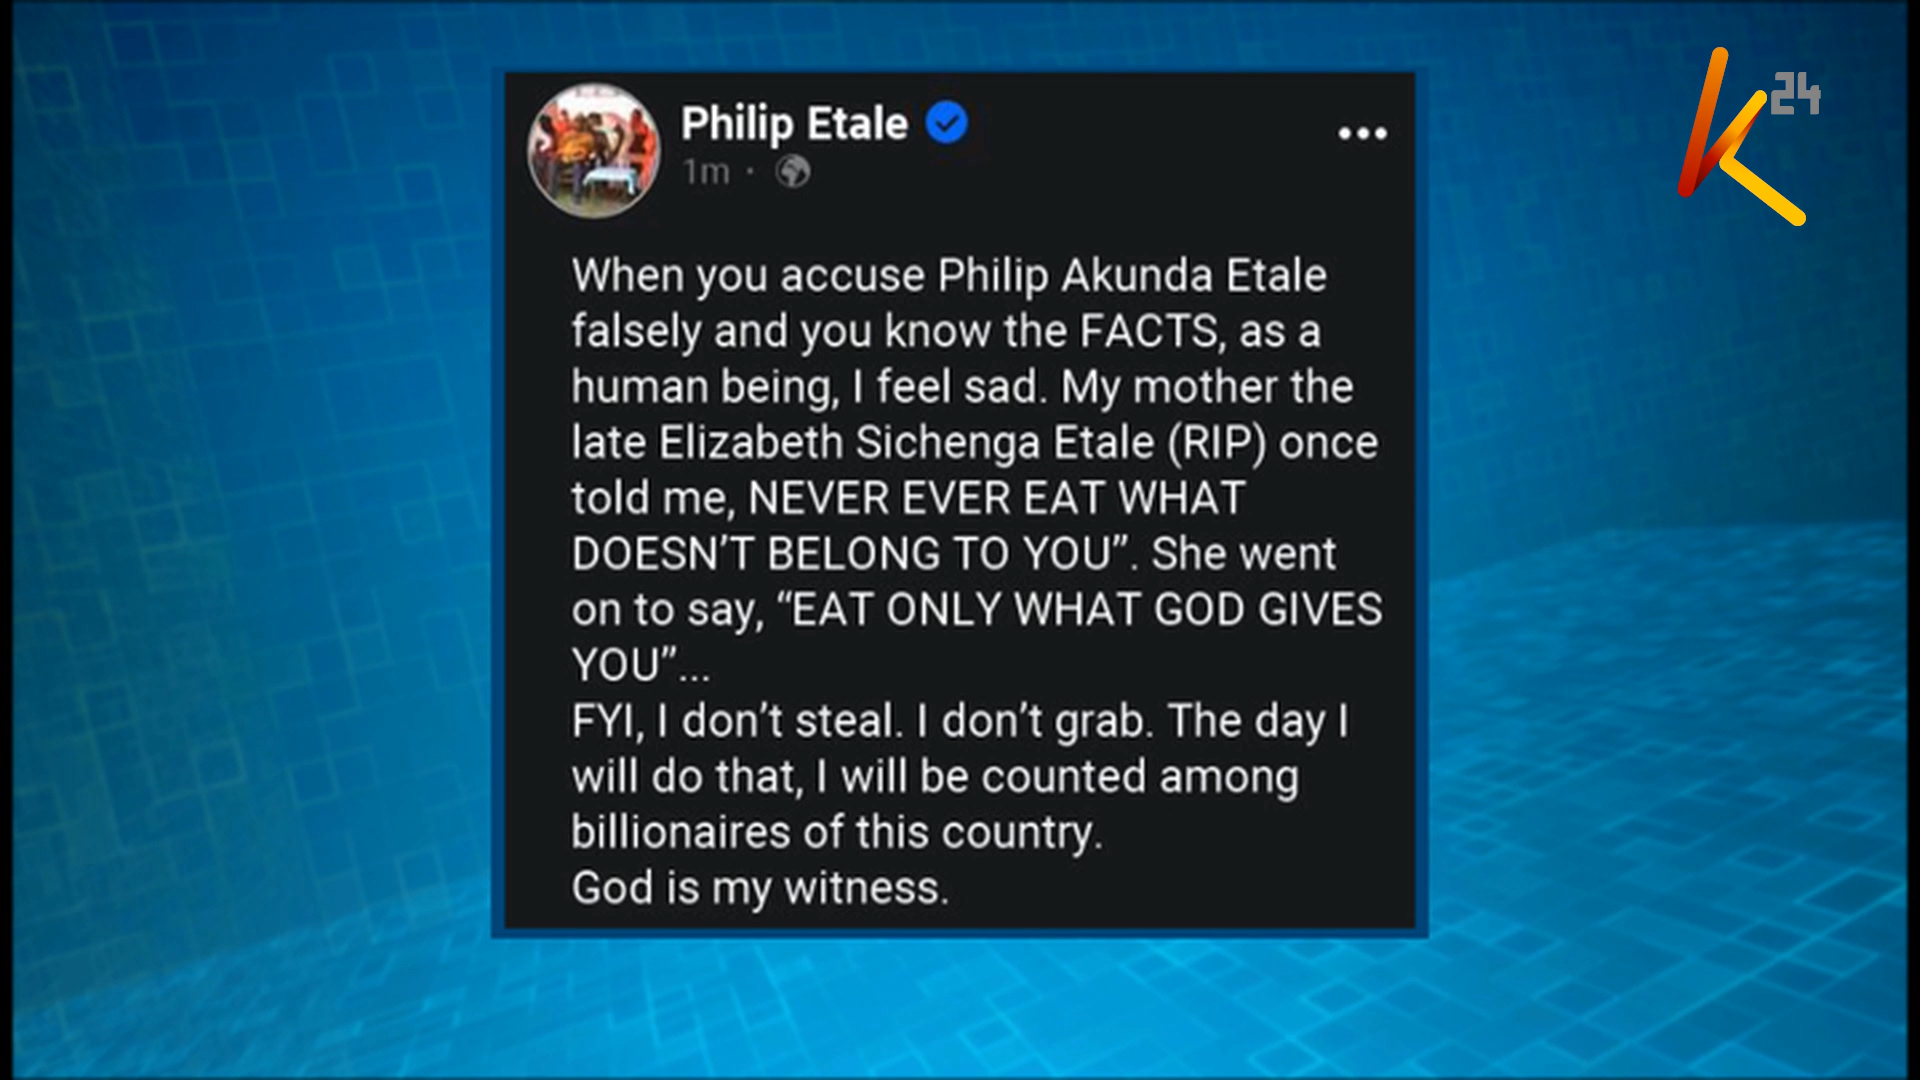 K24
Philip Etale
1m ·
When you accuse Philip Akunda Etale
falsely and you know the FACTS, as a
human being, I feel sad. My mother the
late Elizabeth Sichenga Etale (RIP) once
told me, NEVER EVER EAT WHAT
DOESN’T BELONG TO YOU”. She went
on to say, “EAT ONLY WHAT GOD GIVES
YOU”...
FYI, I don’t steal. I don’t grab. The day I
will do that, I will be counted among
billionaires of this country.
God is my witness.